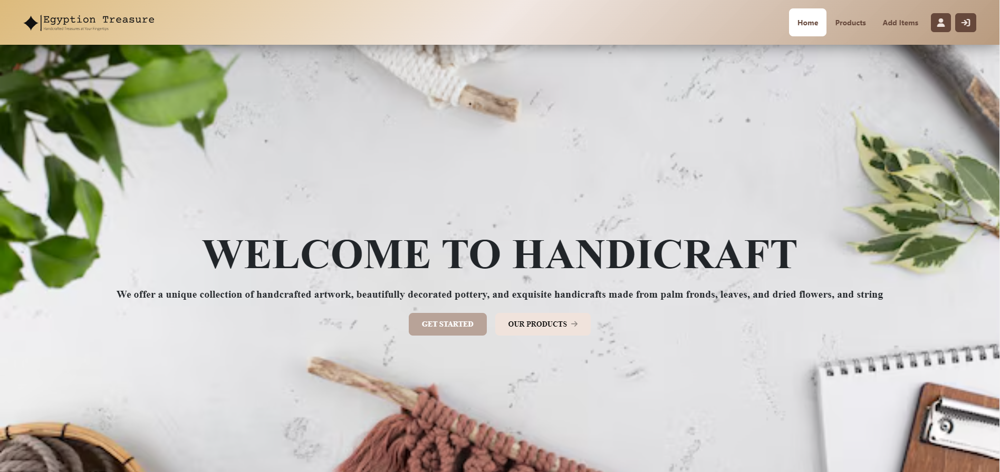 Egyption Treasure
Handcrafted Treasures at Your Fingertips
Home
Products
Add Items
WELCOME TO HANDICRAFT
We offer a unique collection of handcrafted artwork, beautifully decorated pottery, and exquisite handicrafts made from palm fronds, leaves, and dried flowers, and string
GET STARTED
OUR PRODUCTS →